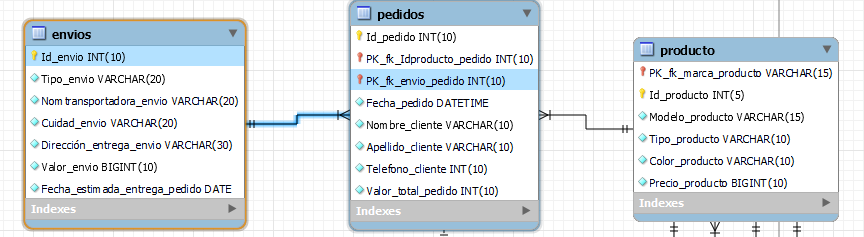 envios
Id_envio INT(10)
Tipo_envio VARCHAR(20)
Nomtransportadora_envio VARCHAR(20)
Cuidad_envio VARCHAR(20)
Dirección_entrega_envio VARCHAR(30)
Valor_envio BIGINT(10)
Fecha_estimada_entrega_pedido DATE
Indexes
pedidos
Id_pedido INT(10)
PK_fk_Idproducto_pedido INT(10)
PK_fk_envio_pedido INT(10)
Fecha_pedido DATETIME
Nombre_cliente VARCHAR(10)
Apellido_cliente VARCHAR(10)
Telefono_cliente INT(10)
Valor_total_pedido INT(10)
Indexes
producto
PK_fk_marca_producto VARCHAR(15)
Id_producto INT(5)
Modelo_producto VARCHAR(15)
Tipo_producto VARCHAR(10)
Color_producto VARCHAR(10)
Precio_producto BIGINT(10)
Indexes